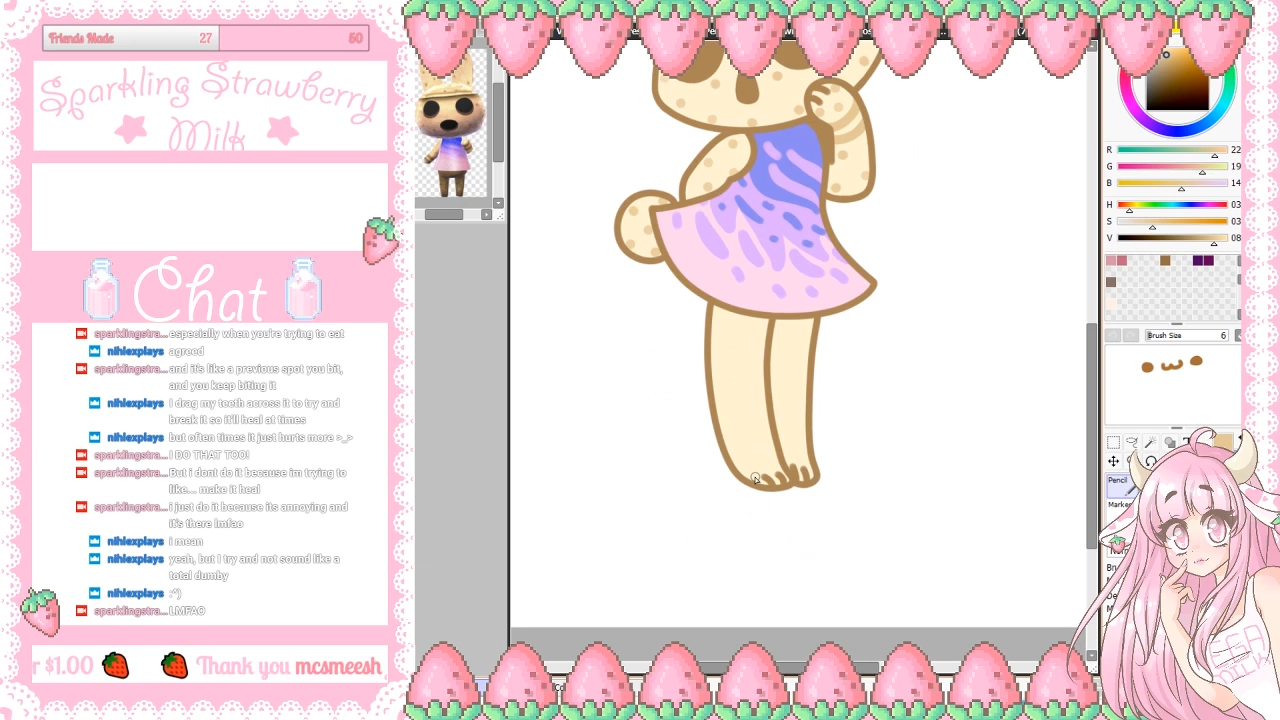 Friends Made 27 50
Sparkling Strawberry
Milk
Chat
sparklingstra... especially when you're trying to eat
nihlexplays agreed
sparklingstra... and it's like a previous spot you bit,
and you keep biting it
nihlexplays I drag my teeth across it to try and
break it so it'll heal at times
nihlexplays but often times it just hurts more >_>
sparklingstra... I DO THAT TOO!
sparklingstra... But i dont do it because im trying to
like... make it heal
sparklingstra... i just do it because its annoying and
it's there lmfao
nihlexplays i mean
nihlexplays yeah, but I try and not sound like a
total dumby
nihlexplays :")
sparklingstra... LMFAO
r $1.00 Thank you mcsmeesh
R 22
G 19
B 14
H 03
S 03
V 08
Brush Size 6
Pencil